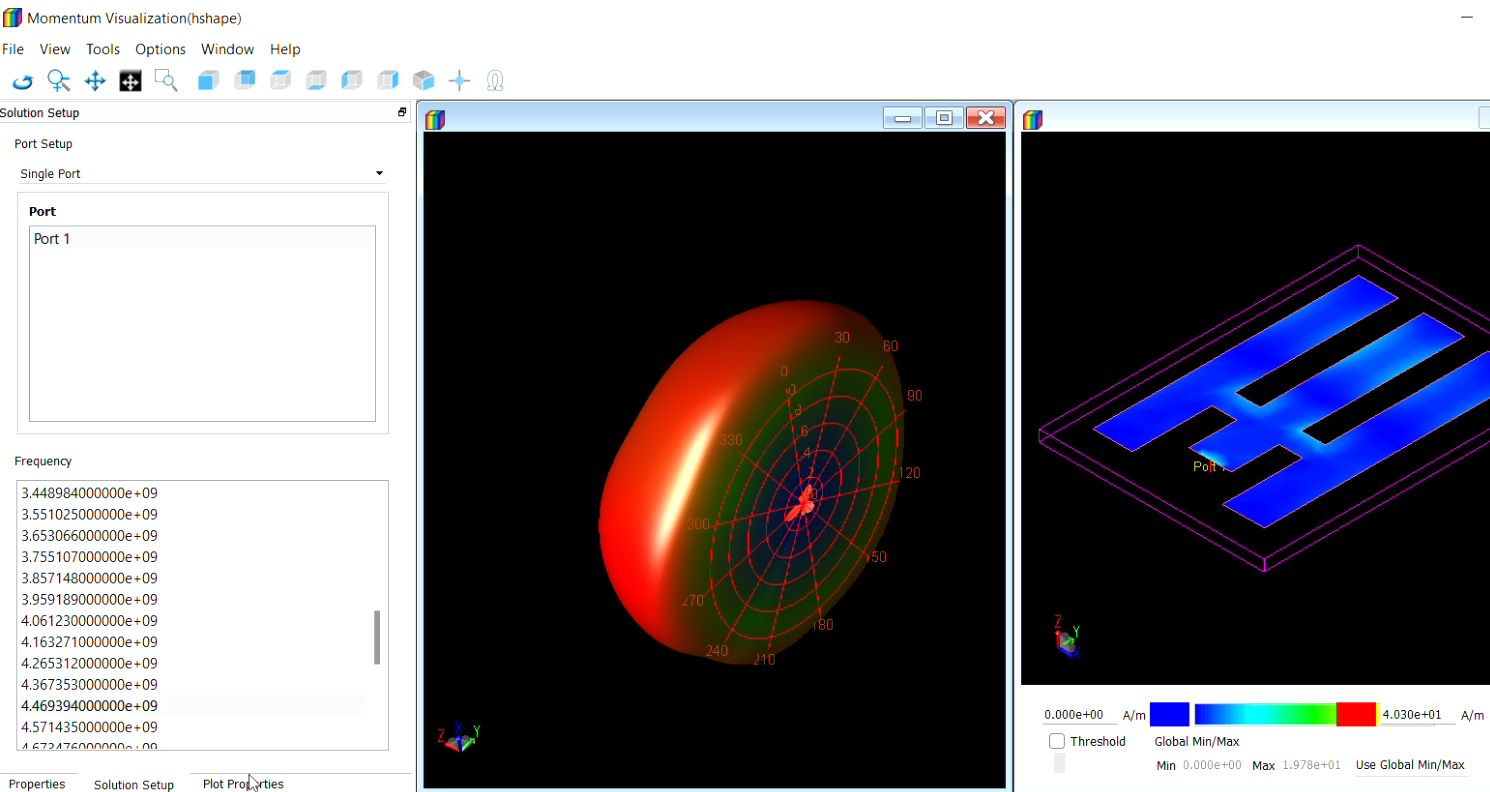 Momentum Visualization(hshape)
File View Tools Options Window Help
Solution Setup
Port Setup
Single Port
Port
Port 1
Frequency
3.448984000000e+09
3.551025000000e+09
3.653066000000e+09
3.755107000000e+09
3.857148000000e+09
3.959189000000e+09
4.061230000000e+09
4.163271000000e+09
4.265312000000e+09
4.367353000000e+09
4.469394000000e+09
4.571435000000e+09
4.673476000000e+09
Properties Solution Setup Plot Properties
0 30 60 90 120 150 180 210 240 270 300 330
.6
.4
Z X Y
Port
Z Y X
0.000e+00 A/m 4.030e+01 A/m
Threshold Global Min/Max
Min 0.000e+00 Max 1.978e+01 Use Global Min/Max